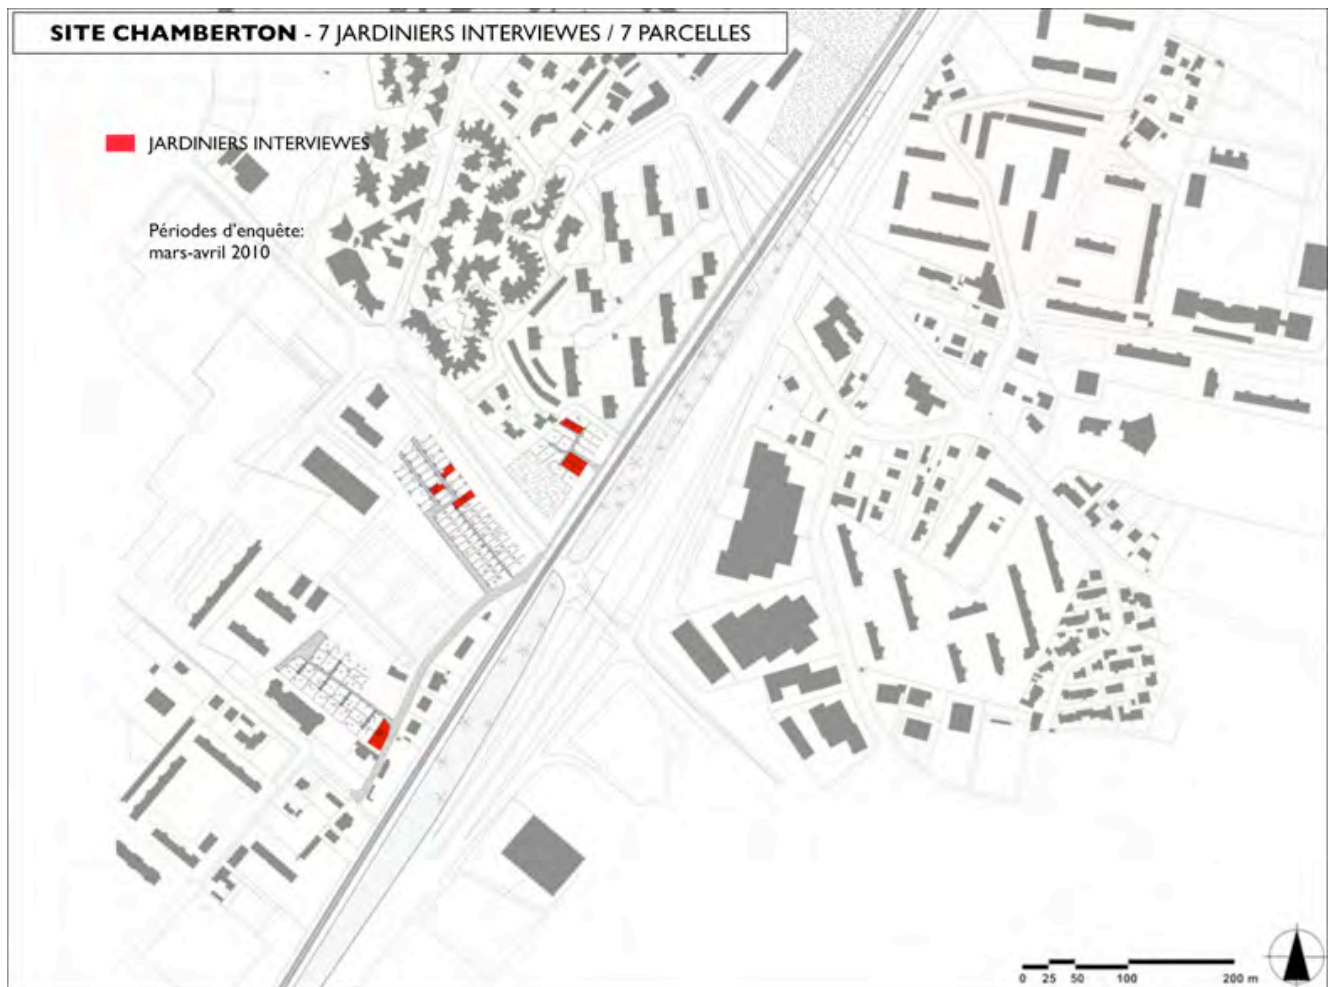 SITE CHAMBERTON - 7 JARDINIERS INTERVIEWES / 7 PARCELLES
JARDINIERS INTERVIEWES
Périodes d'enquête:
mars-avril 2010
0 25 50 100 200 m